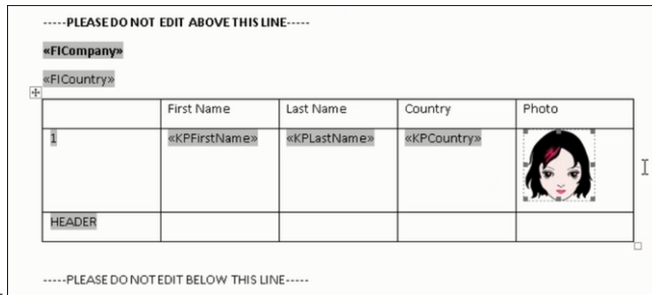 -----PLEASE DO NOT EDIT ABOVE THIS LINE-----
«FICompany»
«FICountry»
First Name Last Name Country Photo
1 «KPFirstName» «KPLastName» «KPCountry»
HEADER
-----PLEASE DO NOT EDIT BELOW THIS LINE-----